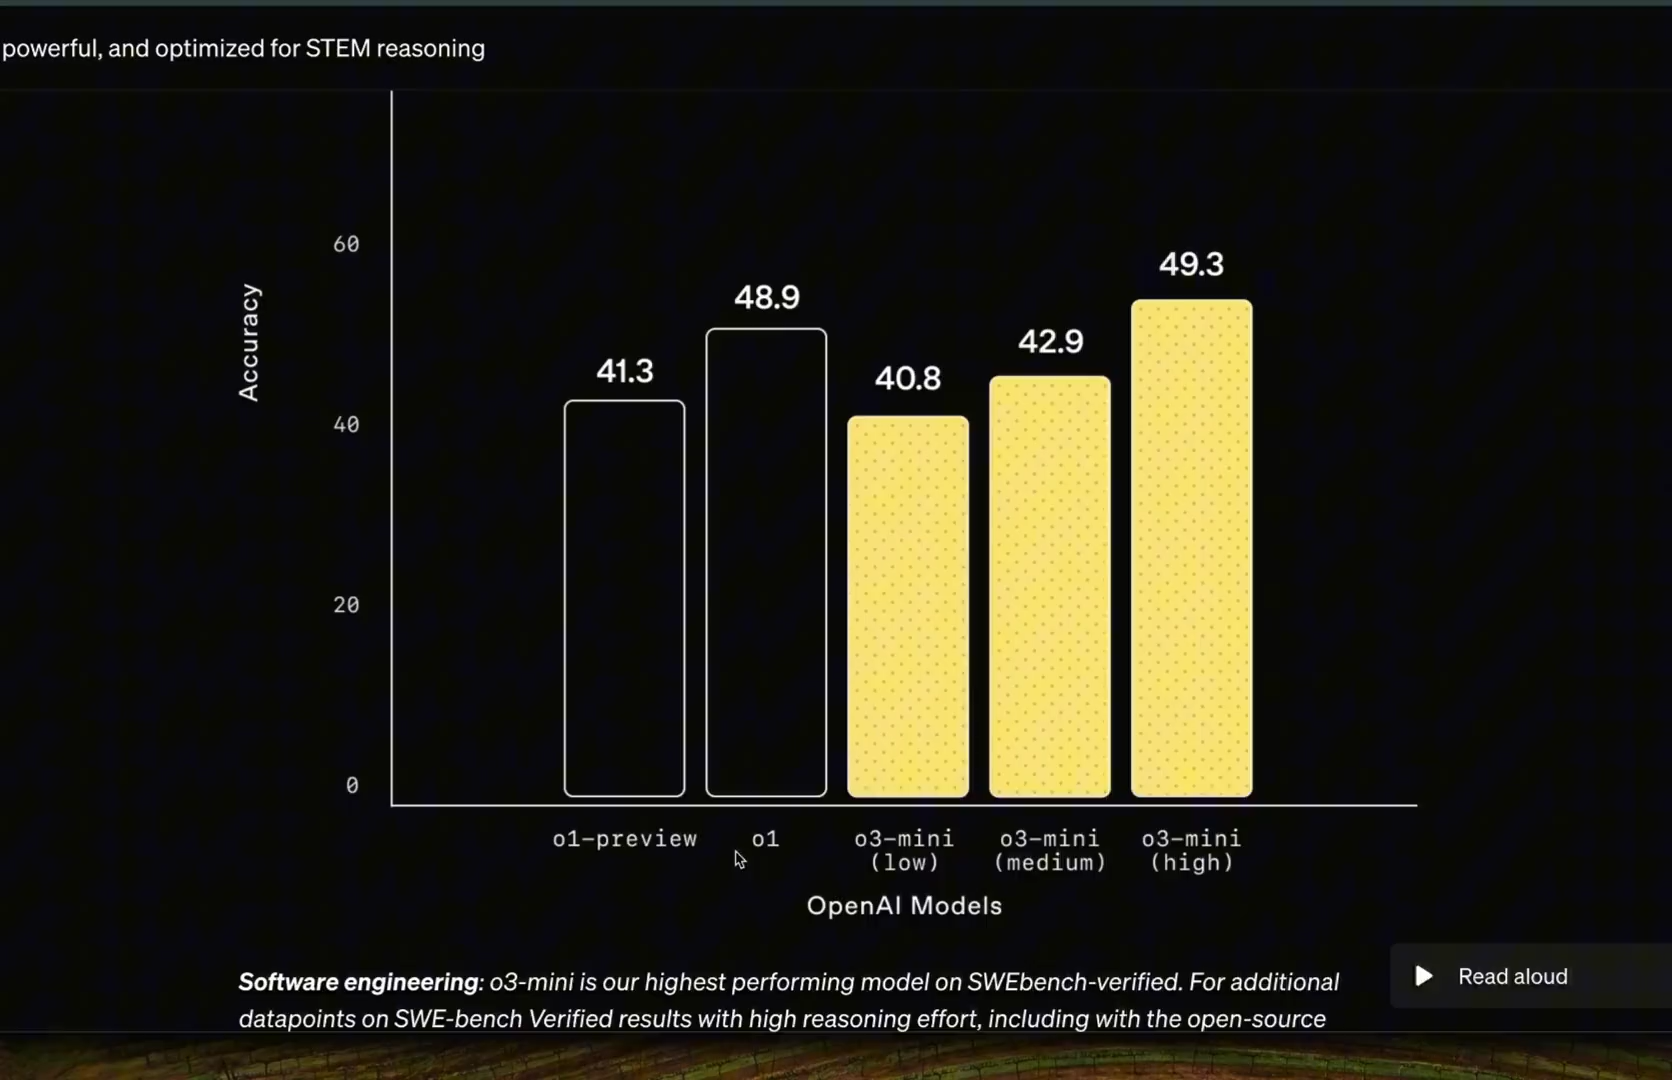 powerful, and optimized for STEM reasoning
Accuracy
60
40
20
0
41.3
48.9
40.8
42.9
49.3
o1-preview
o1
o3-mini
(low)
o3-mini
(medium)
o3-mini
(high)
OpenAI Models
Software engineering: o3-mini is our highest performing model on SWEbench-verified. For additional
datapoints on SWE-bench Verified results with high reasoning effort, including with the open-source
Read aloud